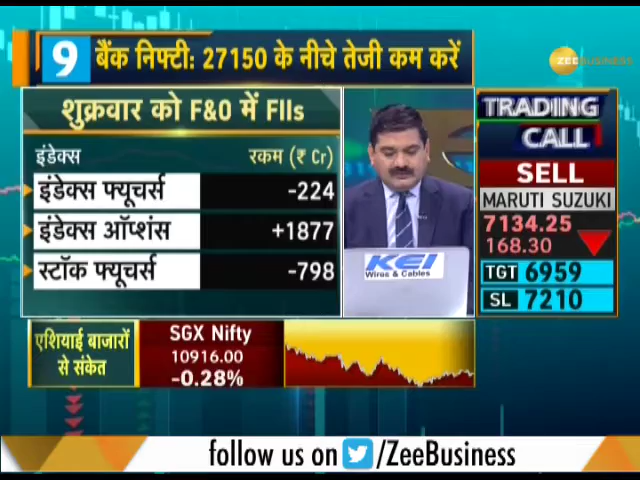 9 बैंक निफ्टी: 27150 के नीचे तेजी कम करें
ZEEBUSINESS
शुक्रवार को F&O में FIIs
इंडेक्स रकम (₹ Cr)
इंडेक्स फ्यूचर्स -224
इंडेक्स ऑप्शंस +1877
स्टॉक फ्यूचर्स -798
KEI
Wires & Cables
TRADING
CALL
SELL
MARUTI SUZUKI
7134.25
168.30
TGT 6959
SL 7210
एशियाई बाजारों
से संकेत
SGX Nifty
10916.00
-0.28%
follow us on /ZeeBusiness